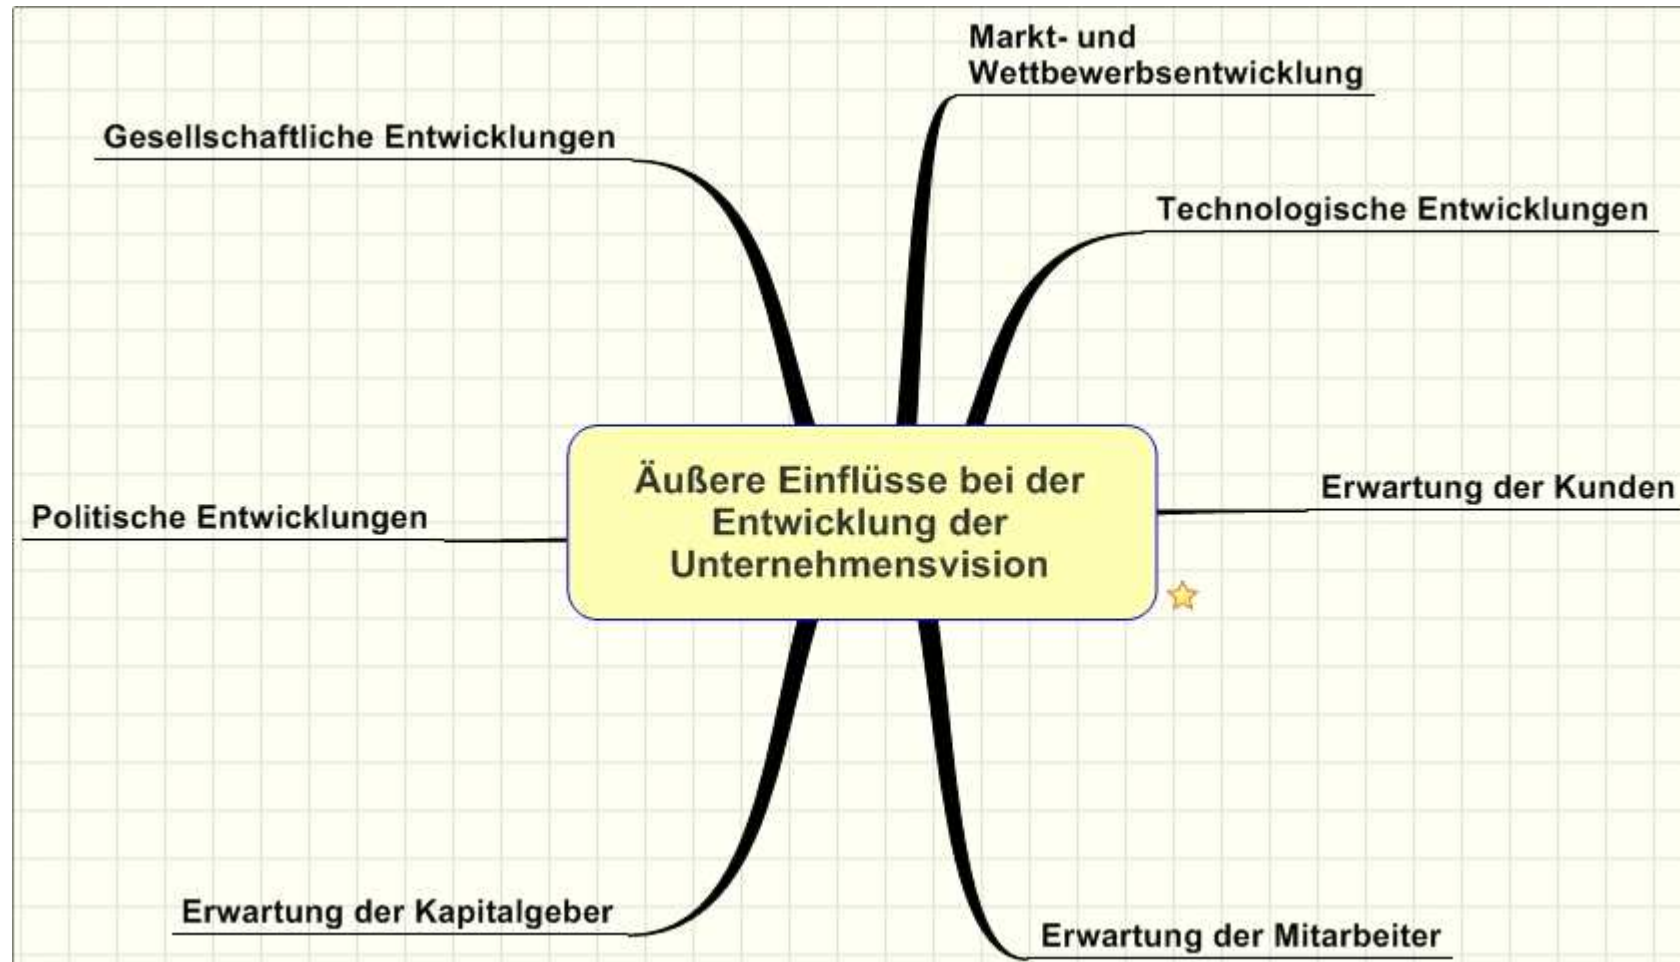 Markt- und
Wettbewerbsentwicklung
Gesellschaftliche Entwicklungen
Technologische Entwicklungen
Äußere Einflüsse bei der
Entwicklung der
Unternehmensvision
Erwartung der Kunden
Politische Entwicklungen
Erwartung der Kapitalgeber
Erwartung der Mitarbeiter